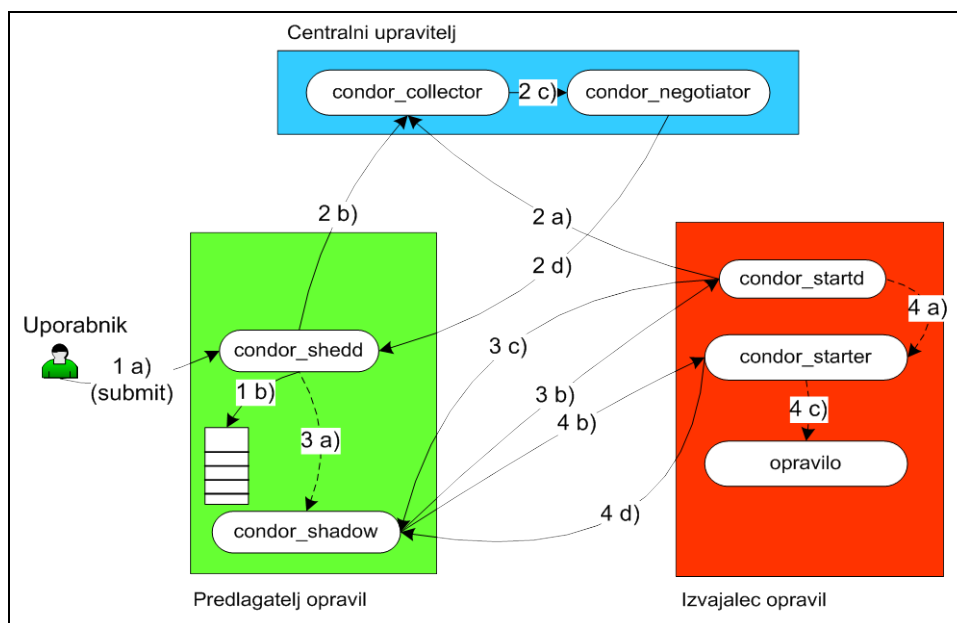 Centralni upravitelj
condor_collector
2 c)
condor_negotiator
2 b)
2 a)
2 d)
condor_startd
4 a)
Uporabnik
1 a)
(submit)
condor_shedd
3 c)
condor_starter
1 b)
3 b)
4 b)
4 c)
3 a)
opravilo
condor_shadow
4 d)
Predlagatelj opravil
Izvajalec opravil